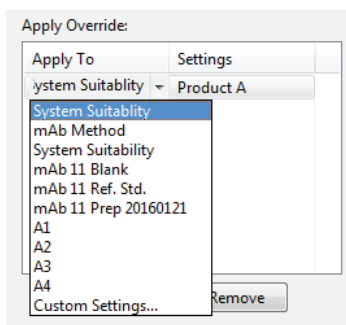 Apply Override:
Apply To Settings
ystem Suitablity Product A
System Suitablity
mAb Method
System Suitability
mAb 11 Blank
mAb 11 Ref. Std.
mAb 11 Prep 20160121
A1
A2
A3
A4
Custom Settings...
Remove